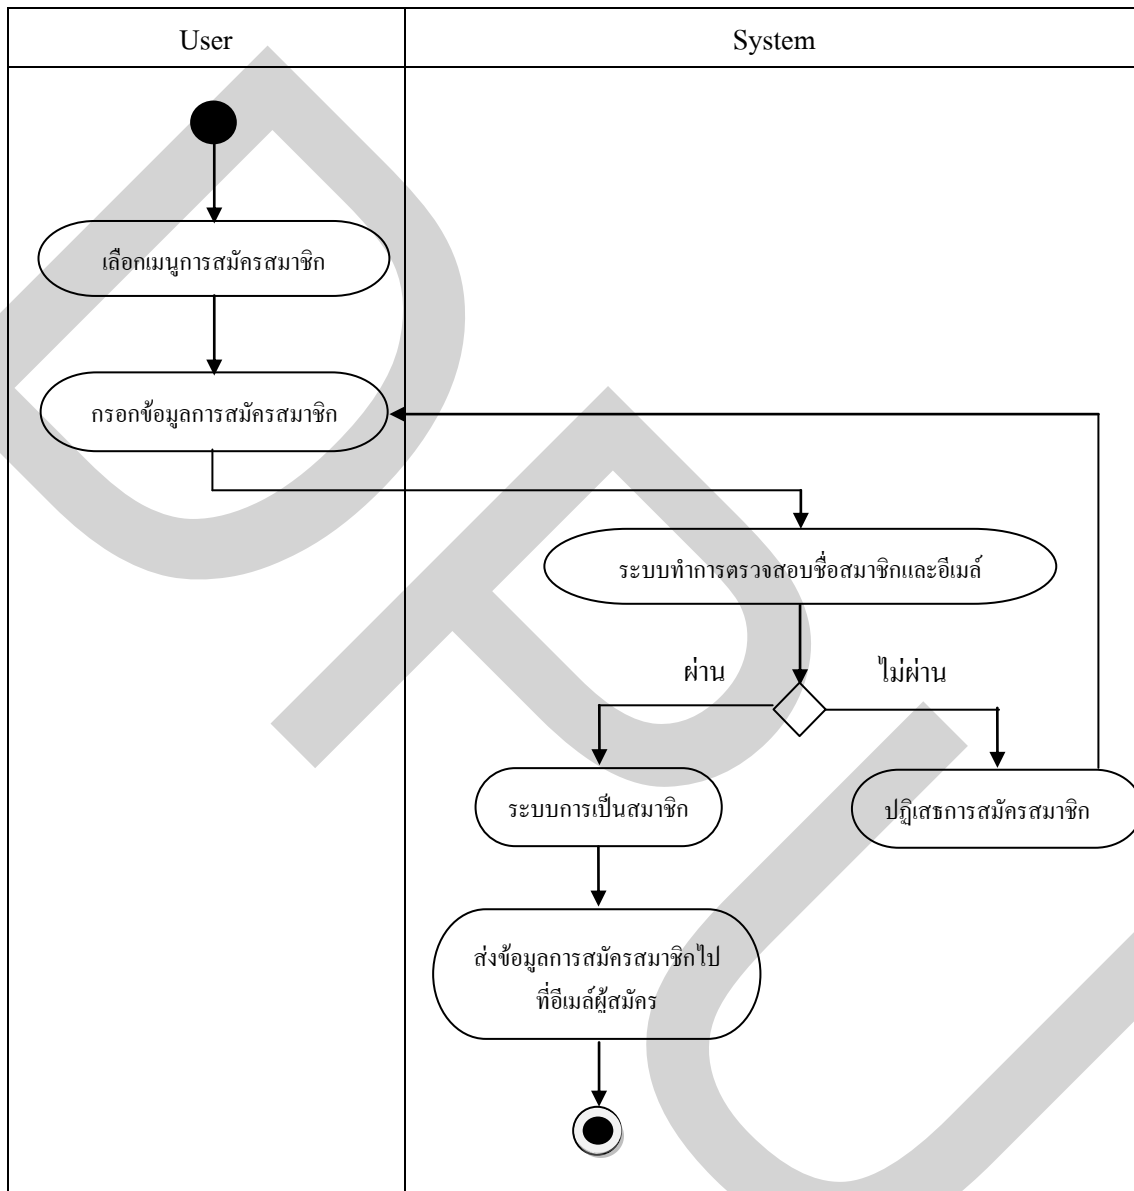 User
System
เลือกเมนูการสมัครสมาชิก
กรอกข้อมูลการสมัครสมาชิก
ระบบทำการตรวจสอบชื่อสมาชิกและอีเมล์
ผ่าน
ไม่ผ่าน
ระบบการเป็นสมาชิก
ปฏิเสธการสมัครสมาชิก
ส่งข้อมูลการสมัครสมาชิกไป
ที่อีเมล์ผู้สมัคร
DPU